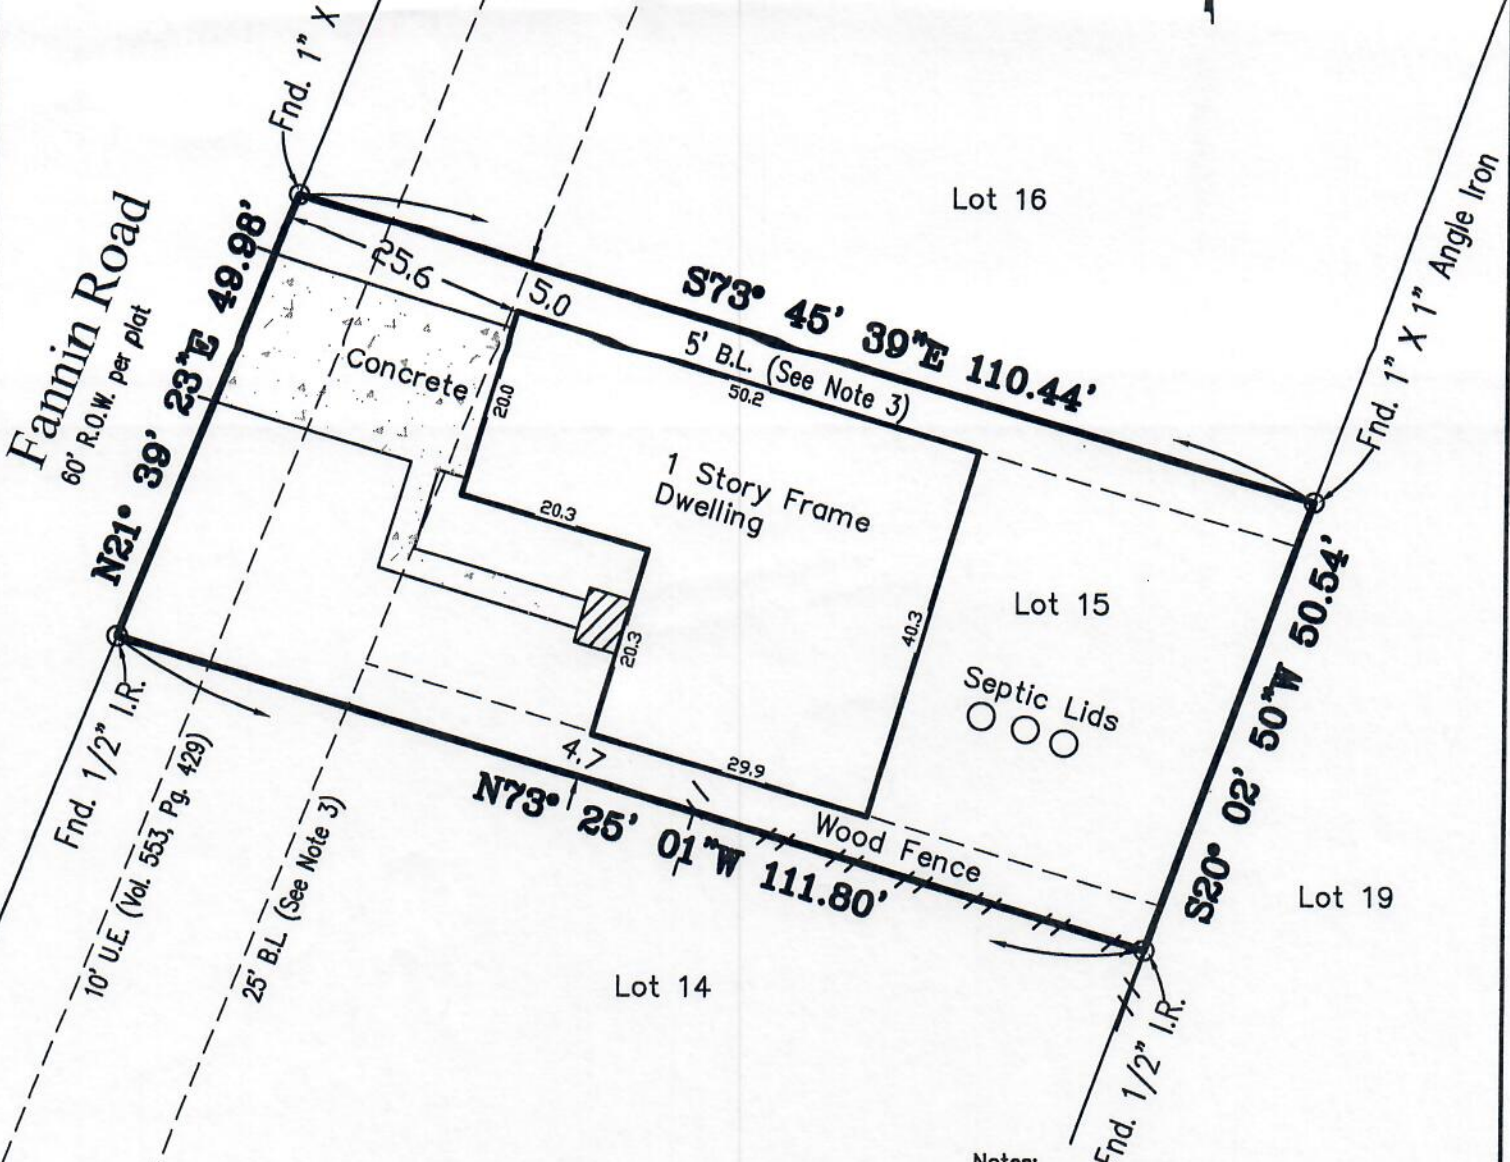 Fnd. 1" X
Lot 16
Fnd. 1" X 1" Angle Iron
Fannin Road
60' R.O.W. per plat
N21° 39' 23"E 49.98'
25.6
5.0
S73° 45' 39"E 110.44'
5' B.L. (See Note 3)
50.2
Concrete
20.0
1 Story Frame
Dwelling
20.3
20.3
40.3
Lot 15
Septic Lids
S20° 02' 50"W 50.54'
Lot 19
4.7
29.9
Wood Fence
N73° 25' 01"W 111.80'
Fnd. 1/2" I.R.
10' U.E. (Vol. 553, Pg. 429)
25' B.L. (See Note 3)
Lot 14
Fnd. 1/2" I.R.
Notes: